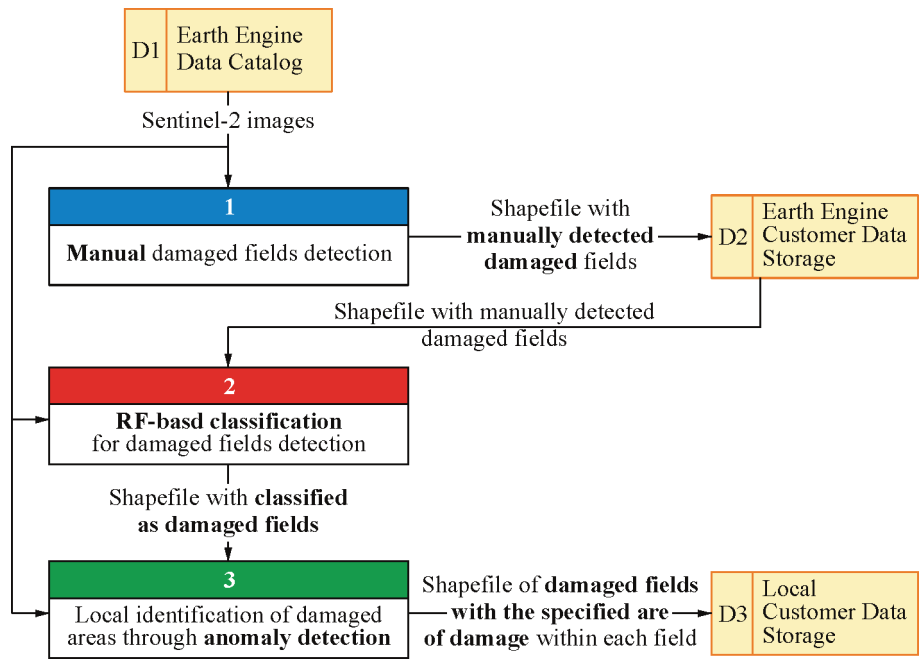 D1
Earth Engine
Data Catalog
Sentinel-2 images
1
Manual damaged fields detection
Shapefile with
manually detected
damaged fields
D2
Earth Engine
Customer Data
Storage
Shapefile with manually detected
damaged fields
2
RF-basd classification
for damaged fields detection
Shapefile with classified
as damaged fields
3
Local identification of damaged
areas through anomaly detection
Shapefile of damaged fields
with the specified are
of damage within each field
D3
Local
Customer Data
Storage